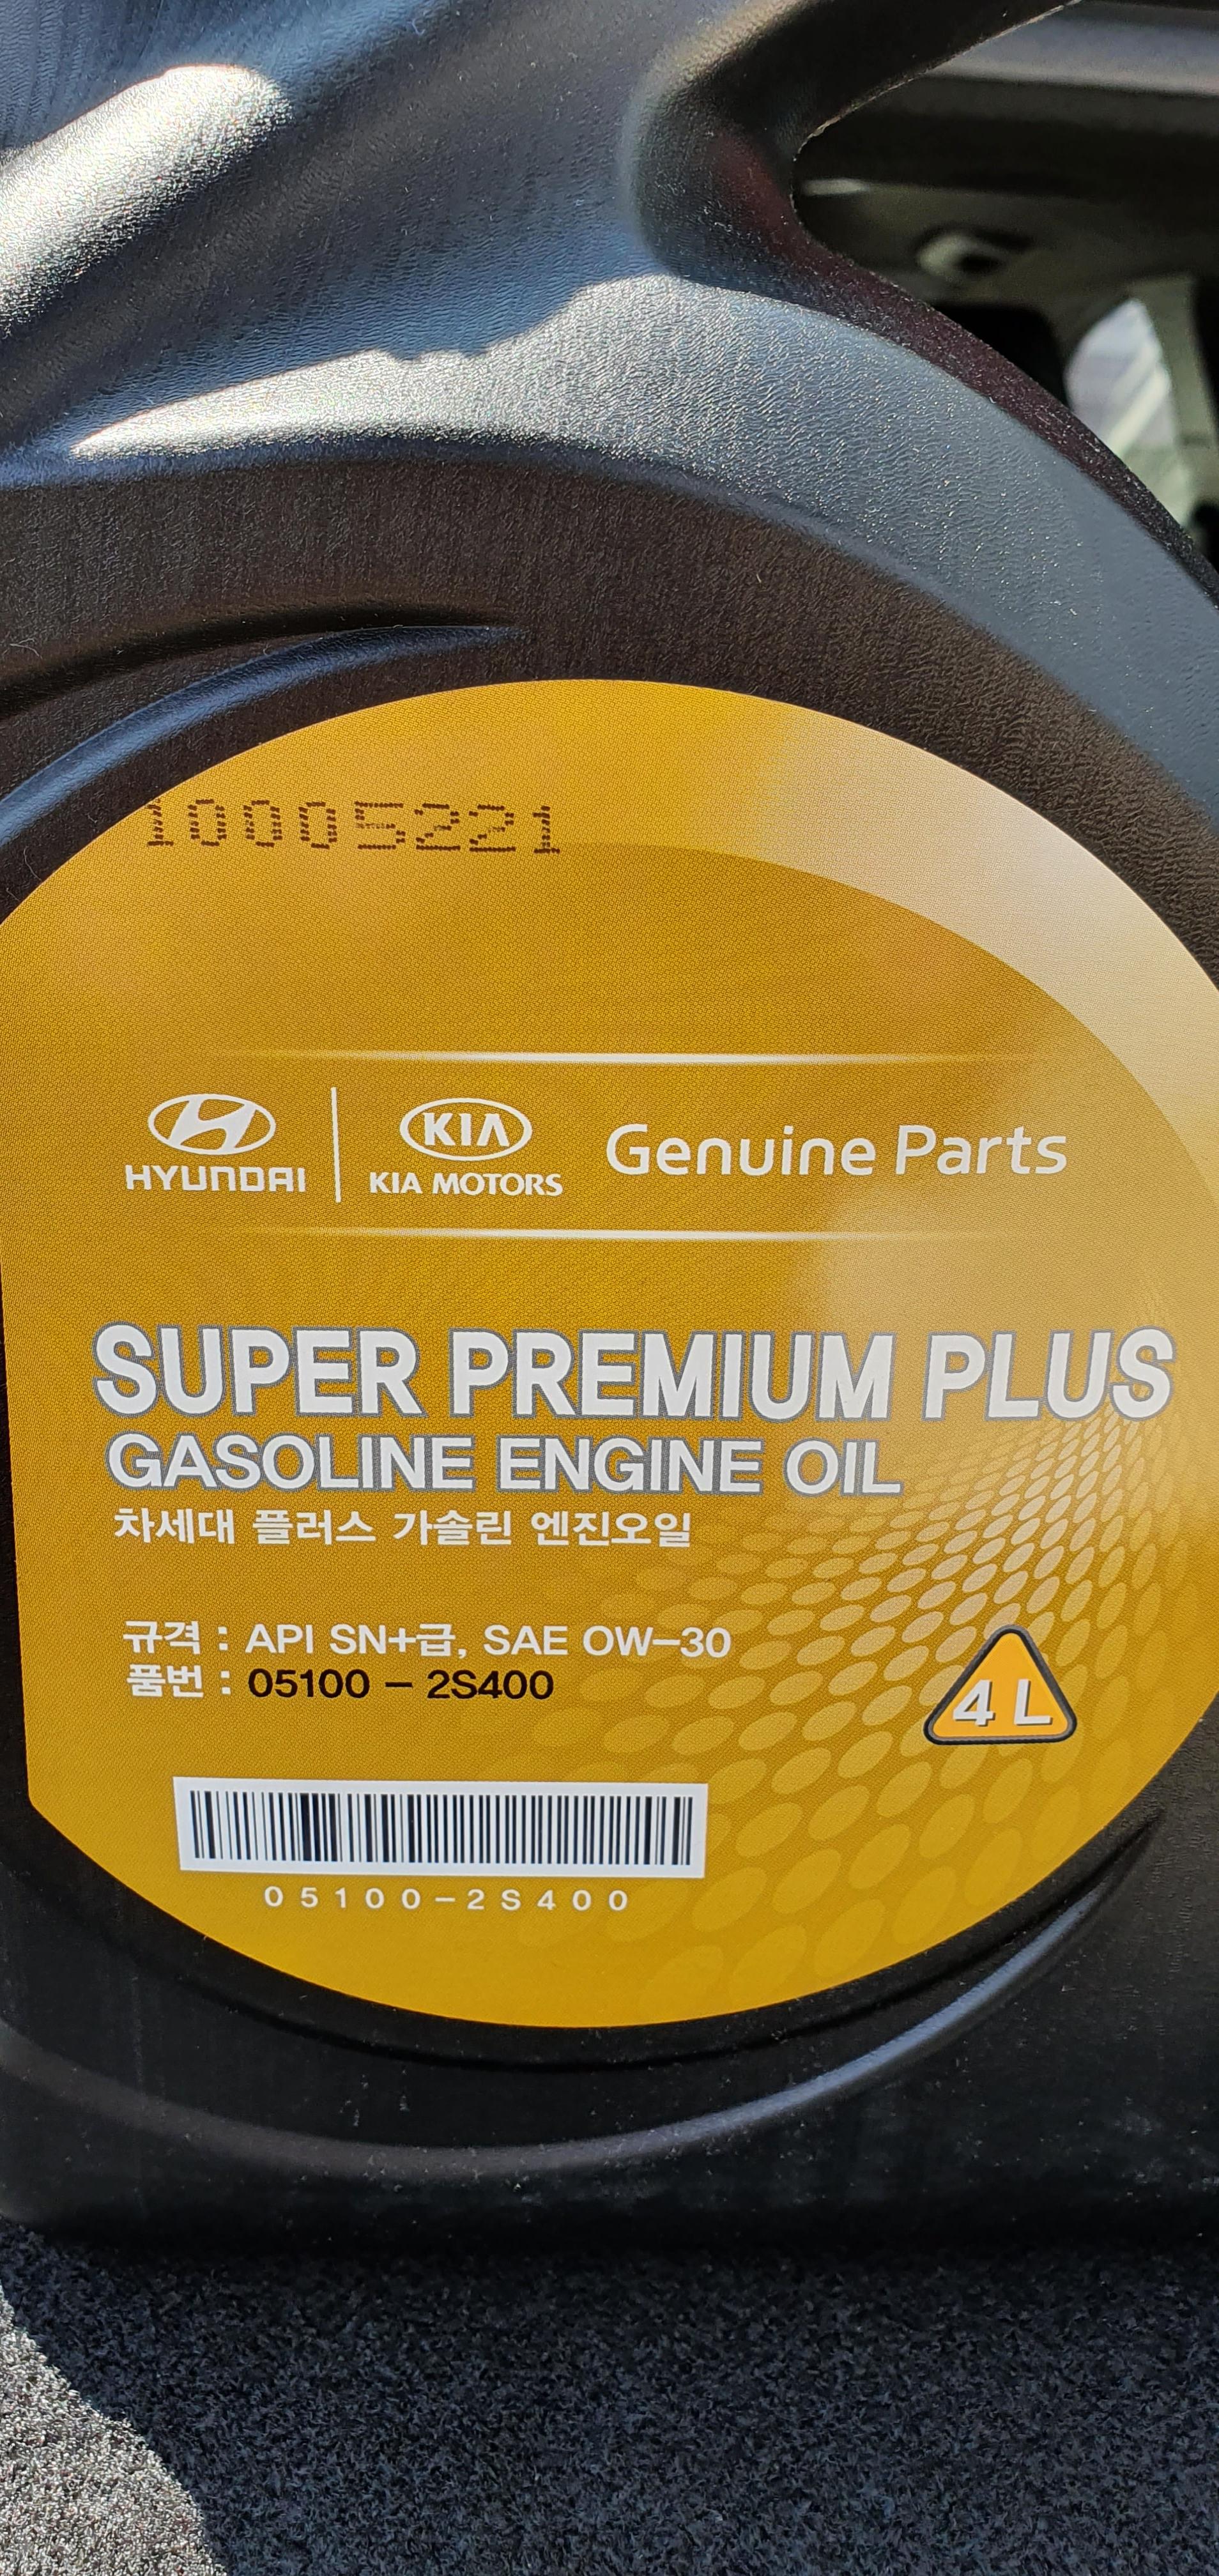 10005221
HYUNDAI
KIA
KIA MOTORS
Genuine Parts
SUPER PREMIUM PLUS
GASOLINE ENGINE OIL
차세대 플러스 가솔린 엔진오일
규격 : API SN+급, SAE 0W-30
품번 : 05100 - 2S400
4 L
05100-2S400